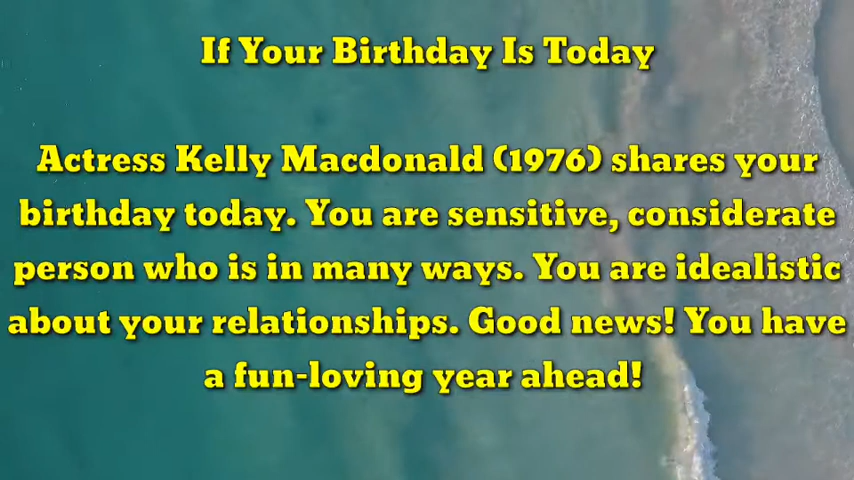 If Your Birthday Is Today
Actress Kelly Macdonald (1976) shares your
birthday today. You are sensitive, considerate
person who is in many ways. You are idealistic
about your relationships. Good news! You have
a fun-loving year ahead!